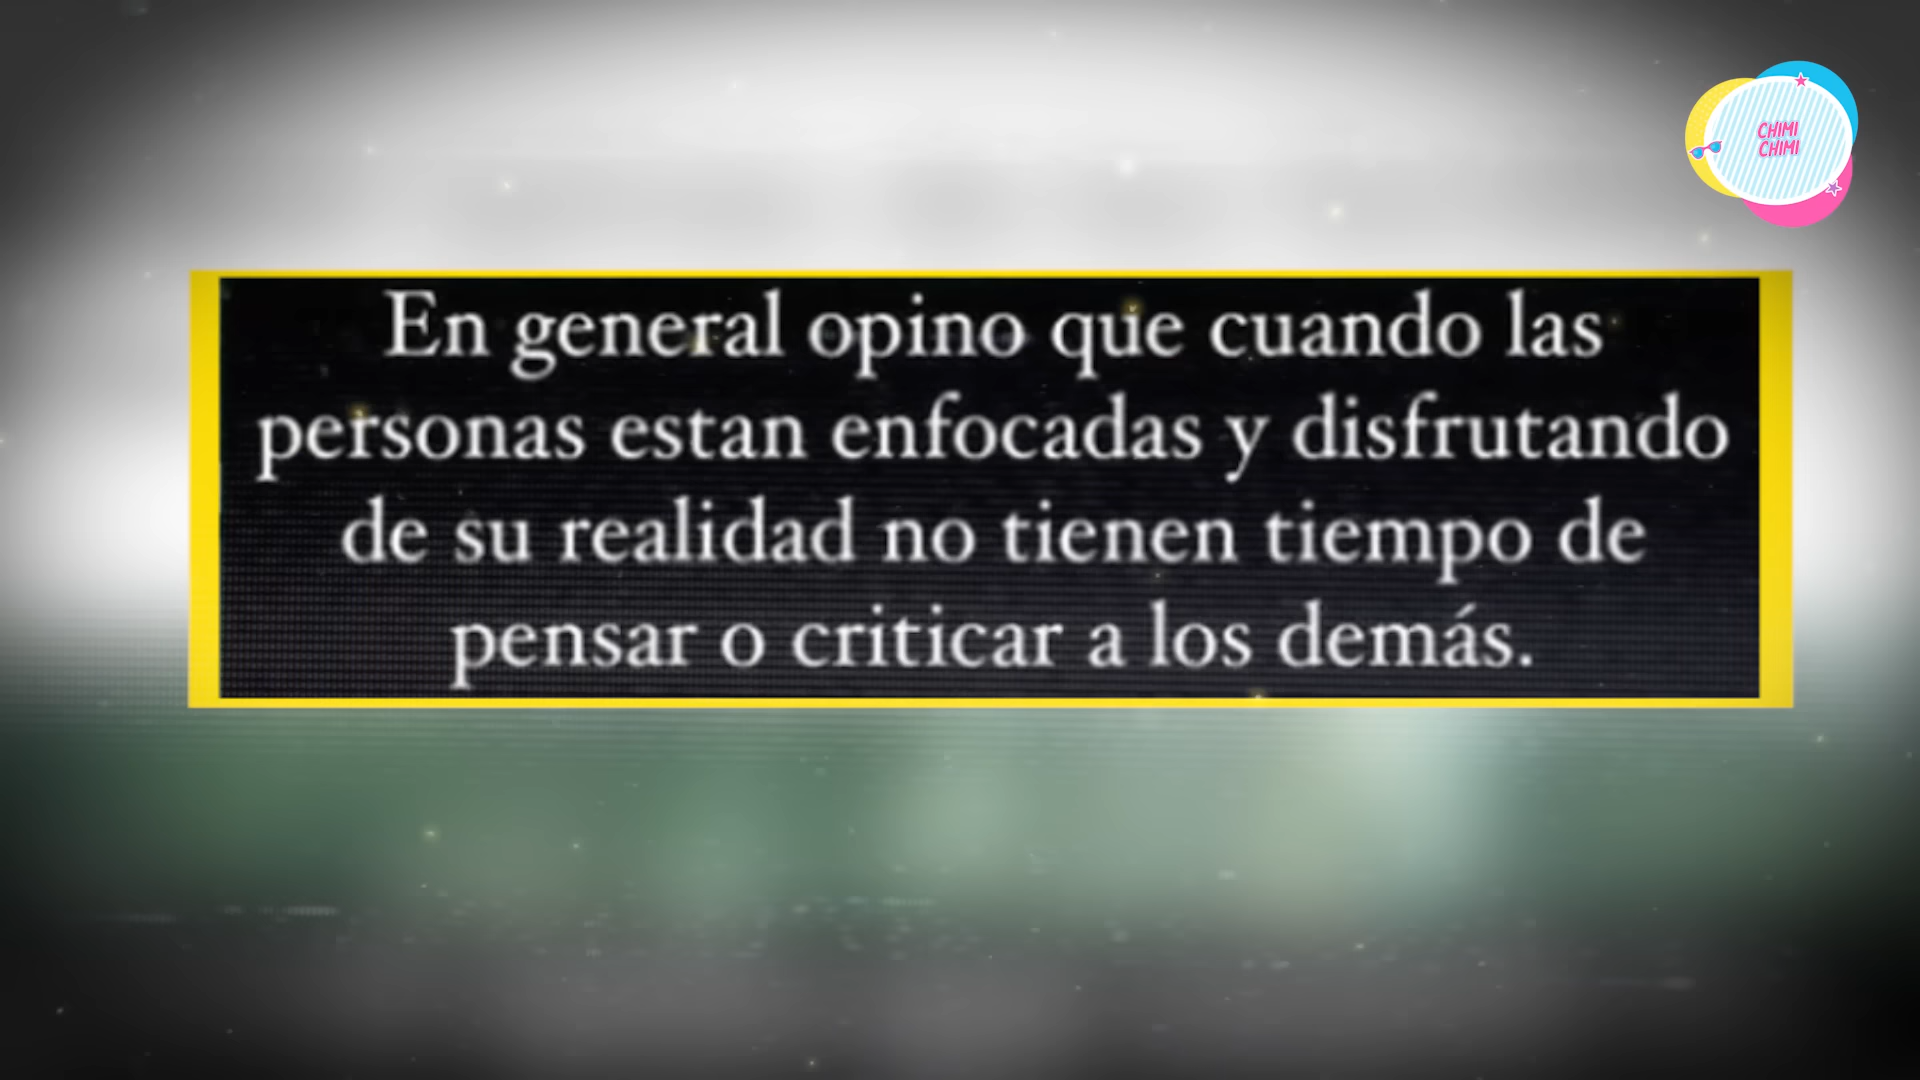 CHIMI
CHIMI
En general opino que cuando las
personas estan enfocadas y disfrutando
de su realidad no tienen tiempo de
pensar o criticar a los demás.